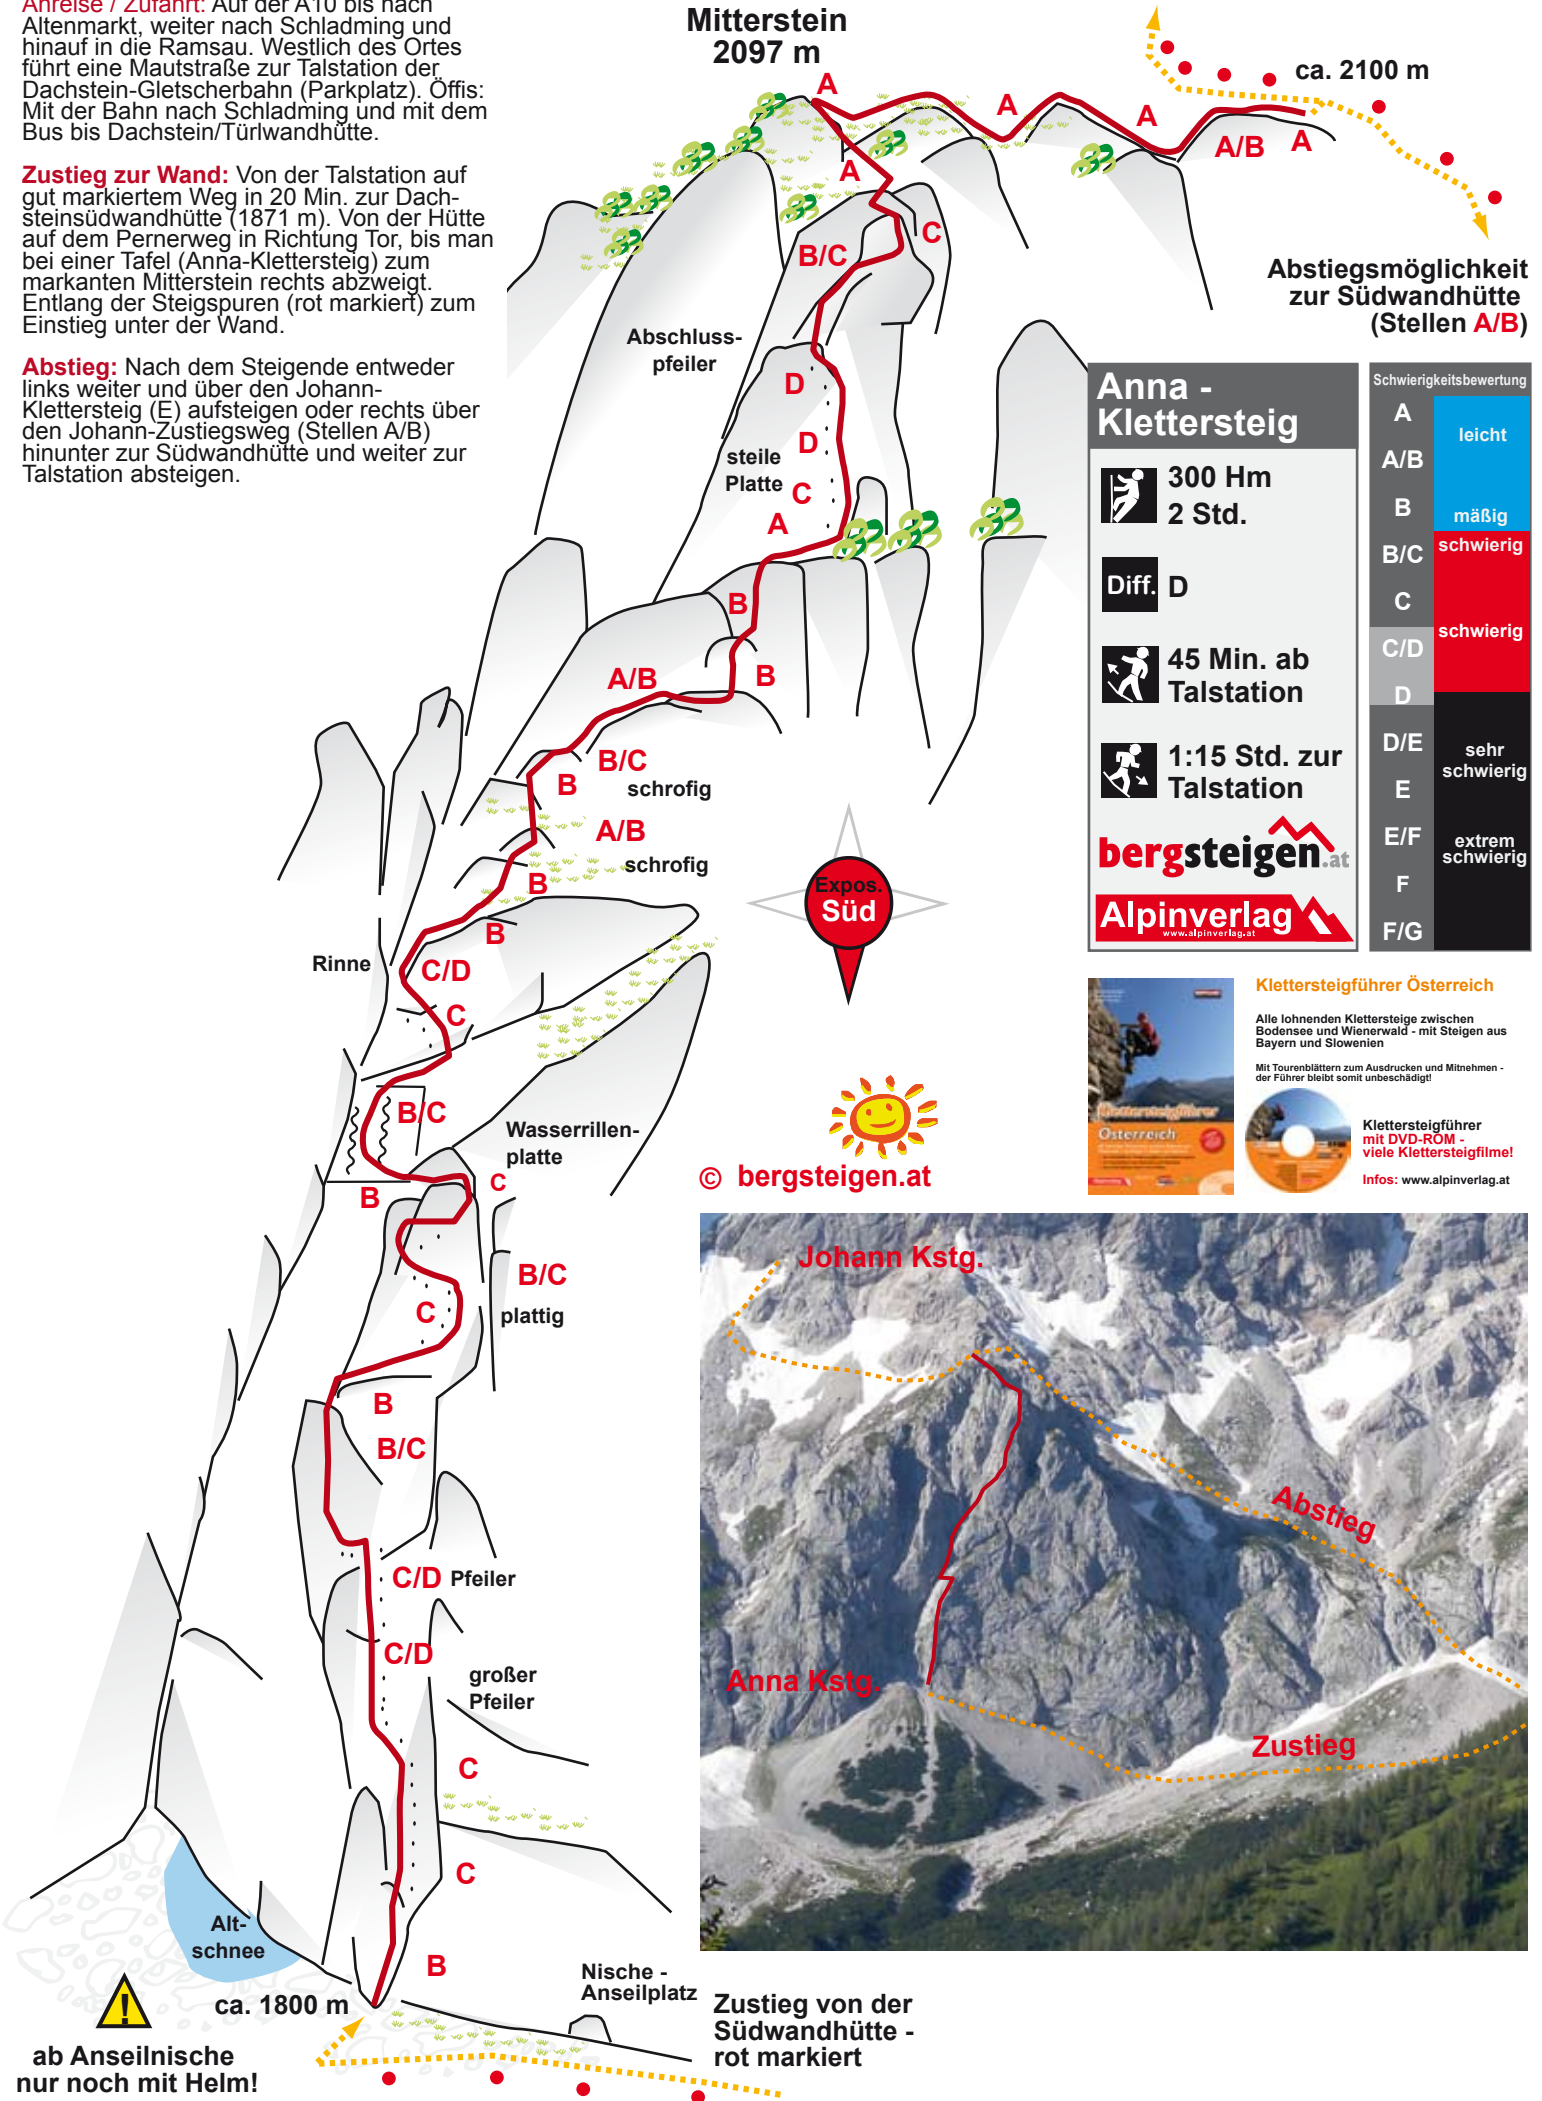 Anreise / Zufahrt: Auf der A10 bis nach
Altenmarkt, weiter nach Schladming und
hinauf in die Ramsau. Westlich des Ortes
führt eine Mautstraße zur Talstation der
Dachstein-Gletscherbahn (Parkplatz). Öffis:
Mit der Bahn nach Schladming und mit dem
Bus bis Dachstein/Türlwandhütte.
Zustieg zur Wand: Von der Talstation auf
gut markiertem Weg in 20 Min. zur Dach-
steinsüdwandhütte (1871 m). Von der Hütte
auf dem Pernerweg in Richtung Tor, bis man
bei einer Tafel (Anna-Klettersteig) zum
markanten Mitterstein rechts abzweigt.
Entlang der Steigspuren (rot markiert) zum
Einstieg unter der Wand.
Abstieg: Nach dem Steigende entweder
links weiter und über den Johann-
Klettersteig (E) aufsteigen oder rechts über
den Johann-Zustiegsweg (Stellen A/B)
hinunter zur Südwandhütte und weiter zur
Talstation absteigen.
Mitterstein
2097 m
A
A
A
A/B
A
ca. 2100 m
A
C
B/C
Abstiegsmöglichkeit
zur Südwandhütte
(Stellen A/B)
Abschluss-
pfeiler
D
D
steile
Platte
C
A
B
B
A/B
B/C
schrofig
B
A/B
schrofig
B
B
Rinne
C/D
C
B/C
Wasserrillen-
platte
C
B
B/C
plattig
C
B
B/C
C/D Pfeiler
C/D
großer
Pfeiler
C
C
B
Alt-
schnee
ca. 1800 m
!
ab Anseilnische
nur noch mit Helm!
Nische -
Anseilplatz
Zustieg von der
Südwandhütte -
rot markiert
Expos.
Süd
© bergsteigen.at
Anna -
Klettersteig
300 Hm
2 Std.
Diff. D
45 Min. ab
Talstation
1:15 Std. zur
Talstation
bergsteigen.at
Alpinverlag
www.alpinverlag.at
Schwierigkeitsbewertung
A
leicht
A/B
B
mäßig
schwierig
B/C
C
schwierig
C/D
D
D/E
sehr
schwierig
E
E/F
extrem
schwierig
F
F/G
Klettersteigführer
Österreich
Klettersteigführer Österreich
Alle lohnenden Klettersteige zwischen
Bodensee und Wienerwald - mit Steigen aus
Bayern und Slowenien
Mit Tourenblättern zum Ausdrucken und Mitnehmen -
der Führer bleibt somit unbeschädigt!
Klettersteigführer
mit DVD-ROM -
viele Klettersteigfilme!
Infos: www.alpinverlag.at
Johann Kstg.
Abstieg
Anna Kstg.
Zustieg